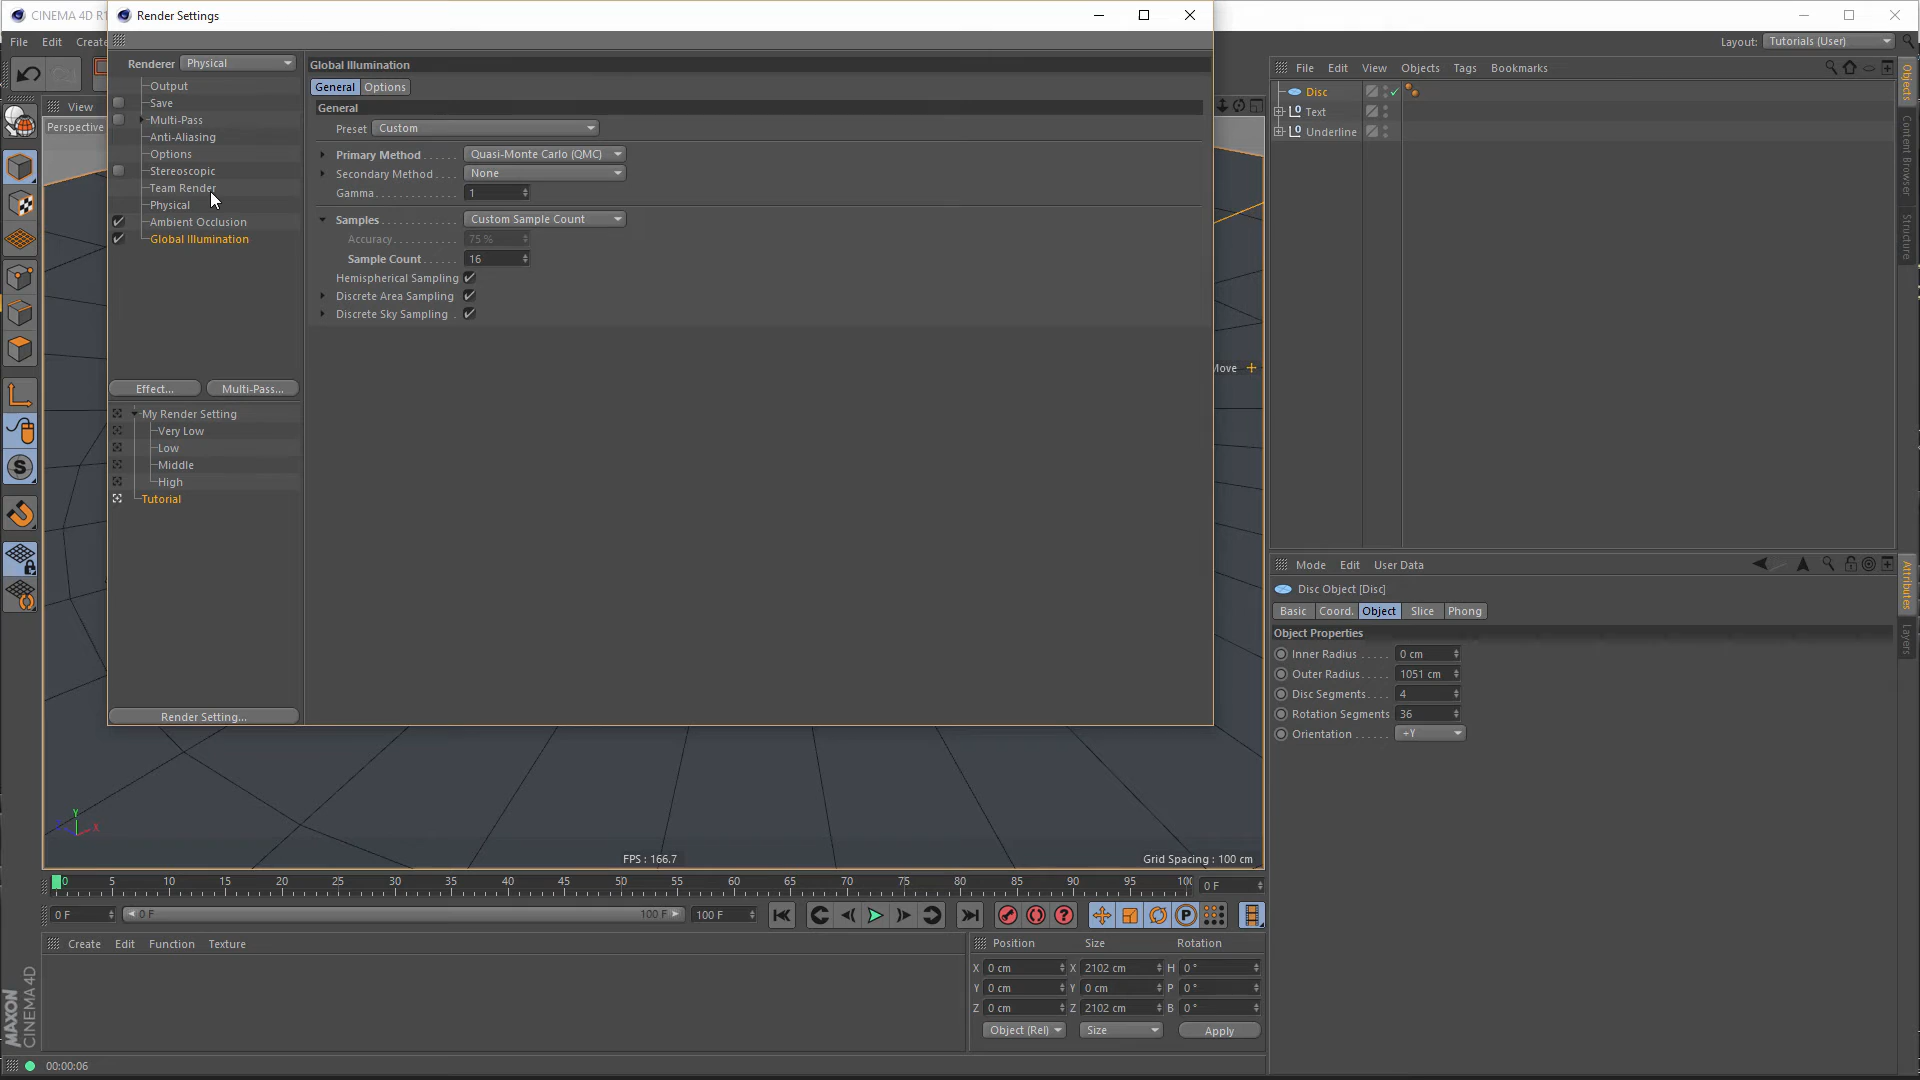 CINEMA 4D R1
Render Settings
File Edit Create
Layout: Tutorials (User)
Renderer Physical
Output
Save
Multi-Pass
Anti-Aliasing
Options
Stereoscopic
Team Render
Physical
Ambient Occlusion
Global Illumination
Effect... Multi-Pass...
My Render Setting
Very Low
Low
Middle
High
Tutorial
Render Setting...
Global Illumination
General Options
General
Preset Custom
Primary Method . . . . . . Quasi-Monte Carlo (QMC)
Secondary Method . . . . None
Gamma . . . . . . . . . . . . . . 1
Samples . . . . . . . . . . . . . Custom Sample Count
Accuracy . . . . . . . . . . 75 %
Sample Count . . . . . . 16
Hemispherical Sampling
Discrete Area Sampling
Discrete Sky Sampling .
View
Perspective
Move
FPS : 166.7
Grid Spacing : 100 cm
File Edit View Objects Tags Bookmarks
Disc
Text
Underline
Objects
Content Browser
Structure
Mode Edit User Data
Disc Object [Disc]
Basic Coord. Object Slice Phong
Object Properties
Inner Radius . . . . . 0 cm
Outer Radius . . . . . 1051 cm
Disc Segments . . . . 4
Rotation Segments 36
Orientation . . . . . . +Y
Attributes
Layers
Y
X
0 5 10 15 20 25 30 35 40 45 50 55 60 65 70 75 80 85 90 95 100
0 F
0 F 0 F 100 F 100 F
P
Create Edit Function Texture
Position Size Rotation
X 0 cm X 2102 cm H 0 °
Y 0 cm Y 0 cm P 0 °
Z 0 cm Z 2102 cm B 0 °
Object (Rel) Size Apply
MAXON
CINEMA 4D
00:00:06